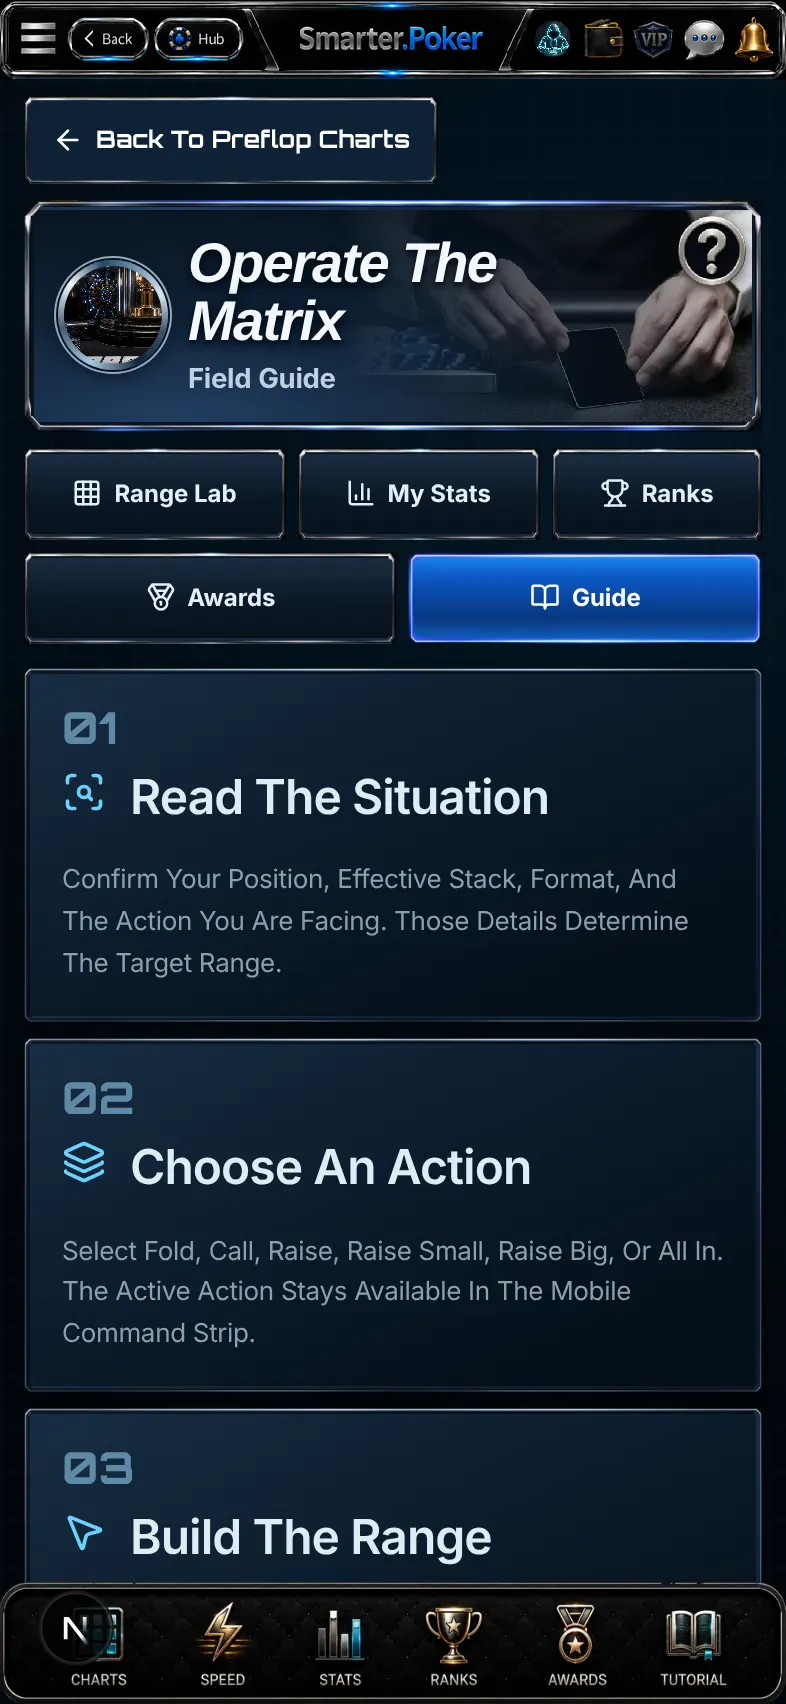 Back
Hub
Smarter.Poker
VIP
Back To Preflop Charts
?
Operate The
Matrix
Field Guide
Range Lab
My Stats
Ranks
Awards
Guide
01
Read The Situation
Confirm Your Position, Effective Stack, Format, And
The Action You Are Facing. Those Details Determine
The Target Range.
02
Choose An Action
Select Fold, Call, Raise, Raise Small, Raise Big, Or All In.
The Active Action Stays Available In The Mobile
Command Strip.
03
Build The Range
N
CHARTS
SPEED
STATS
RANKS
AWARDS
TUTORIAL